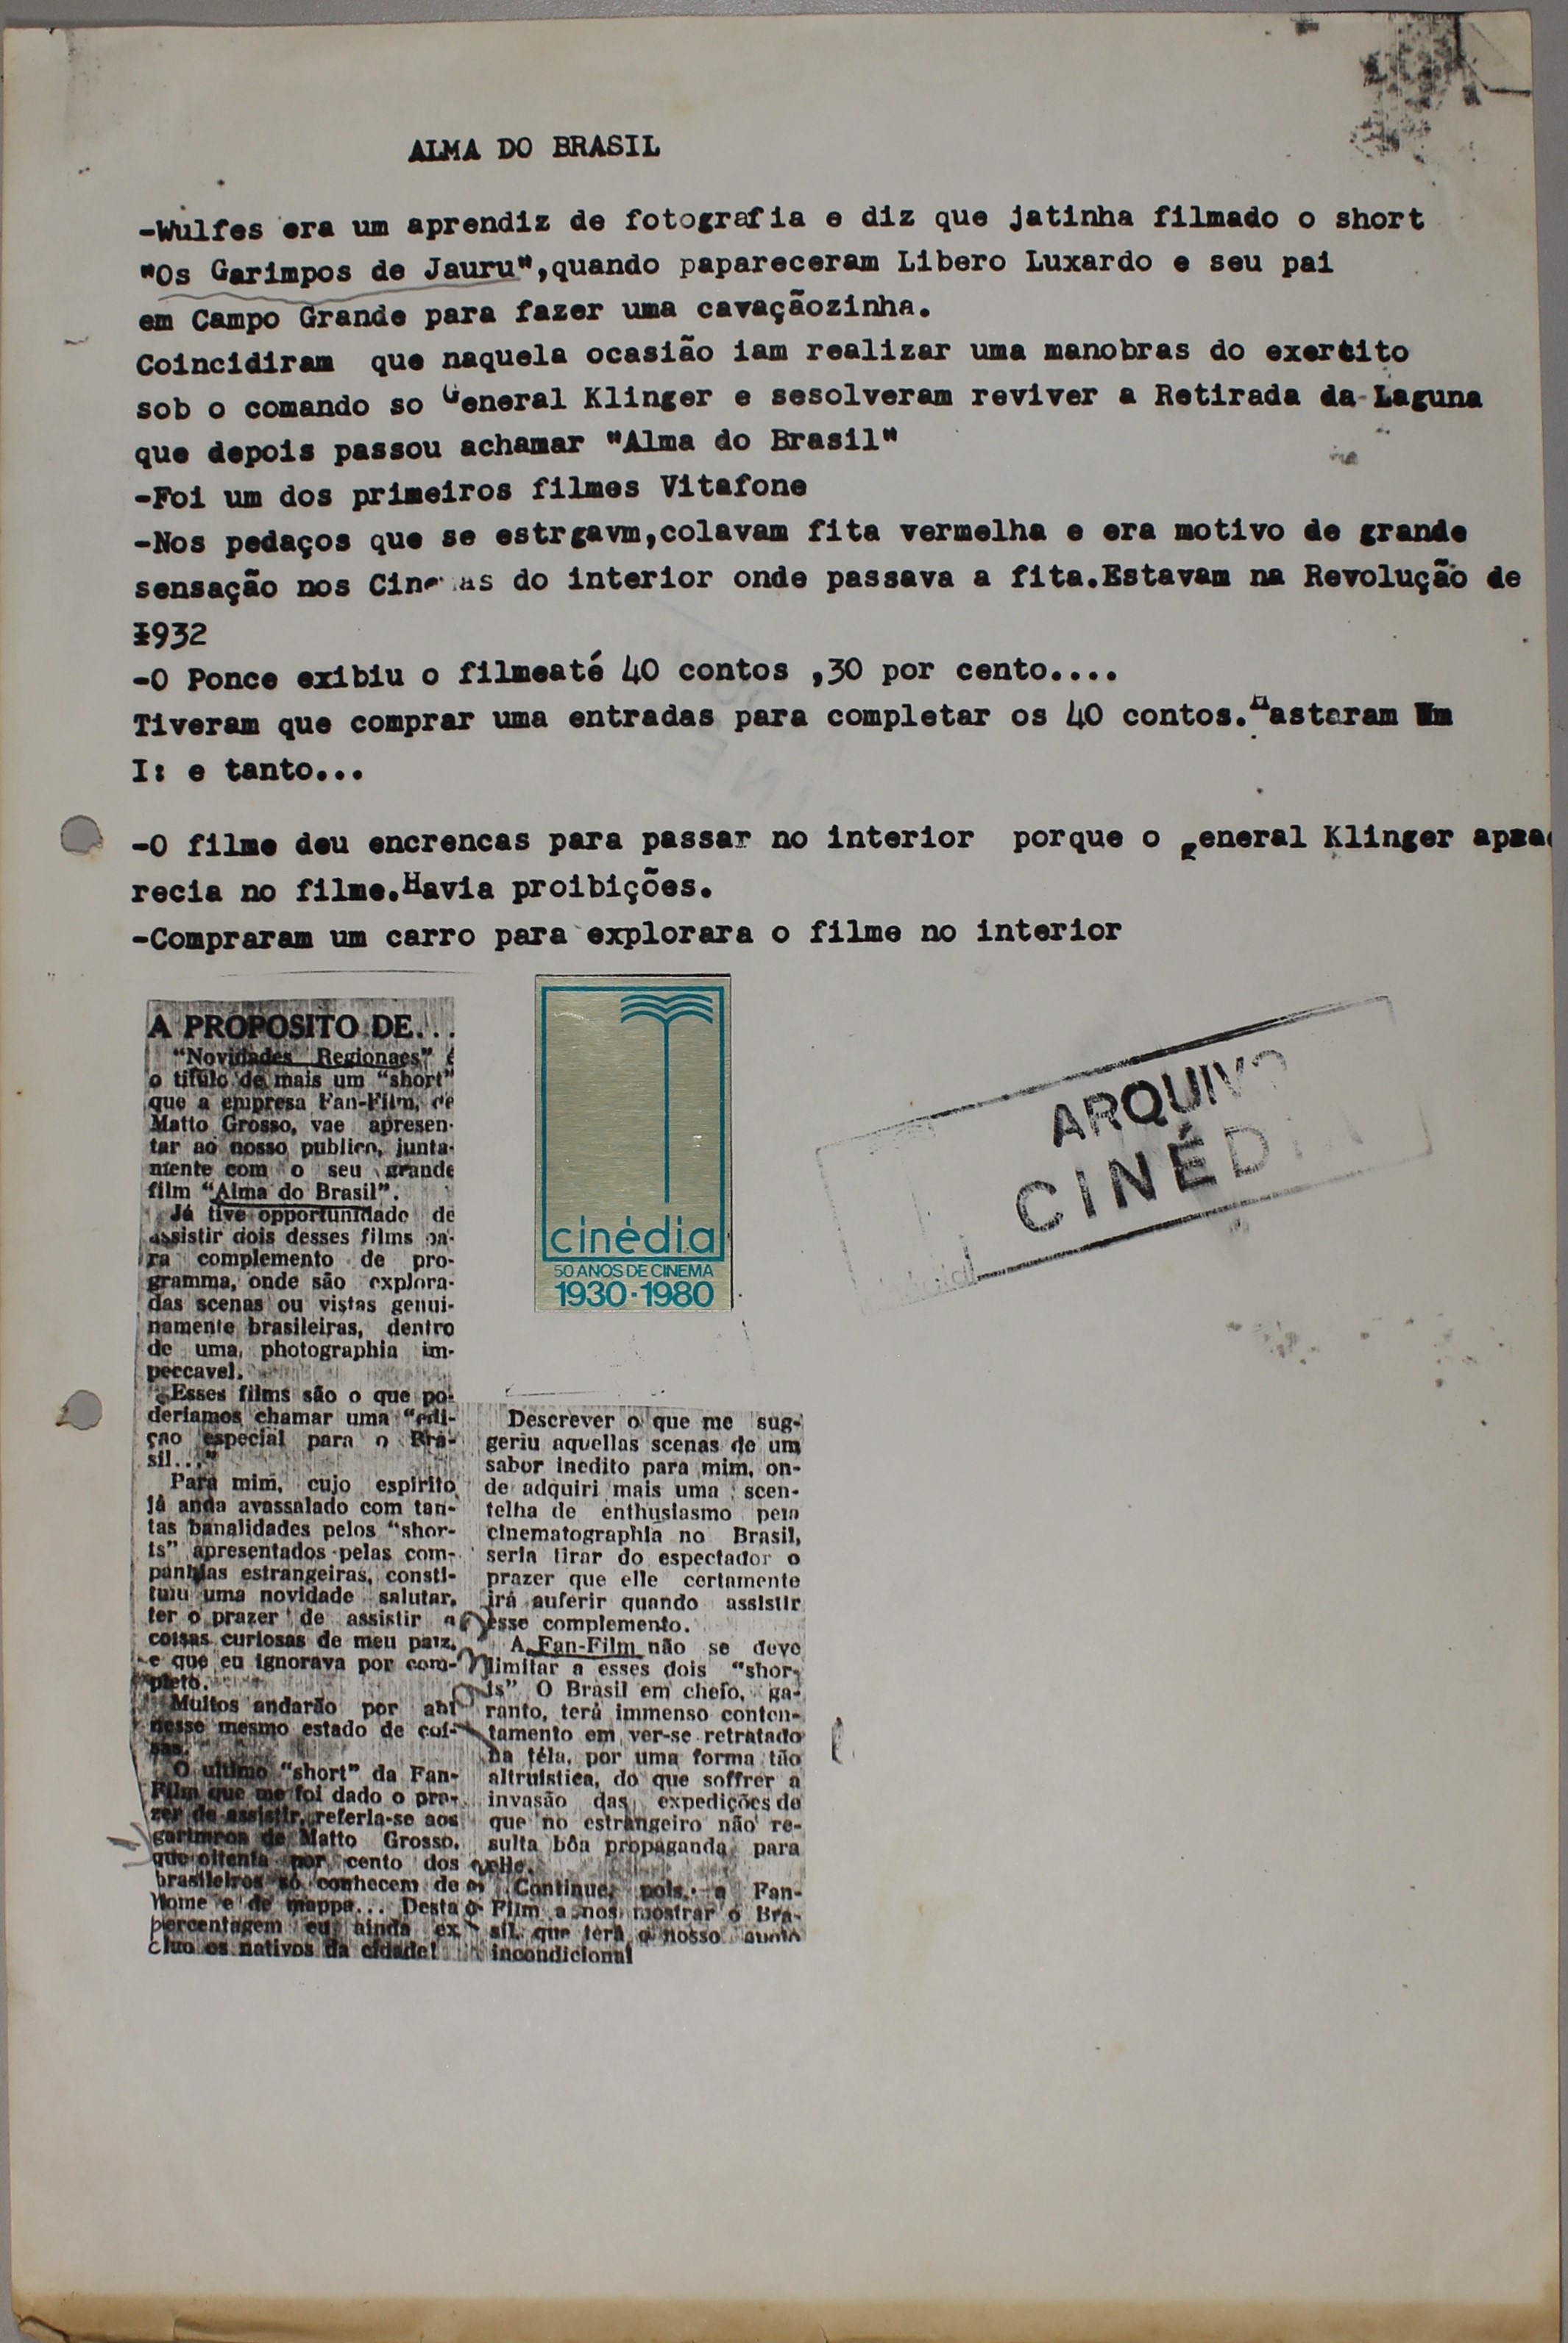 ALMA DO BRASIL
-Wulfes era um aprendiz de fotografia e diz que jatinha filmado o short
"Os Garimpos de Jauru",quando papareceram Libero Luxardo e seu pai
em Campo Grande para fazer uma cavaçãozinha.
Coincidiram que naquela ocasião iam realizar uma manobras do exercito
sob o comando so General Klinger e sesolveram reviver a Retirada da Laguna
que depois passou achamar "Alma do Brasil"
-Foi um dos primeiros filmes Vitafone
-Nos pedaços que se estrgavm,colavam fita vermelha e era motivo de grande
sensação nos Cinemas do interior onde passava a fita.Estavam na Revolução de
1932
-O Ponce exibiu o filmeaté 40 contos ,30 por cento....
Tiveram que comprar uma entradas para completar os 40 contos. Um
I: e tanto...
-O filme deu encrencas para passar no interior porque o general Klinger
recia no filme.Havia proibições.
-Compraram um carro para explorara o filme no interior
A PROPOSITO DE...
"Novidades Regionaes" é
o titulo de mais um "short"
que a empresa Fan-Film, de
Matto Grosso, vae apresen-
tar ao nosso publico, junta-
mente com o seu grande
film "Alma do Brasil".
Já tive opportunidade de
assistir dois desses films pa-
ra complemento de pro-
gramma, onde são explora-
das scenas ou vistas genui-
namente brasileiras, dentro
de uma photographia im-
peccavel.
Esses films são o que po-
deriamos chamar uma "edi-
ção especial para o Bra-
sil..."
Para mim, cujo espirito
já anda avassalado com tan-
tas banalidades pelos "shor-
ts" apresentados pelas com-
panhias estrangeiras, consti-
tuiu uma novidade salutar,
ter o prazer de assistir a
coisas curiosas de meu paiz,
e que eu ignorava por com-
pleto.
Muitos andarão por ahi
nesse mesmo estado de coi-
sas.
O ultimo "short" da Fan-
Film que me foi dado o pra-
zer de assistir, referia-se aos
garimpos de Matto Grosso,
que oitenta por cento dos
brasileiros só conhecem de
nome e de mappa... Desta
percentagem eu ainda ex
cluo os nativos da cidade!
cinédia
50 ANOS DE CINEMA
1930·1980
ARQUIVO
CINÉDIA
Descrever o que me sug-
geriu aquellas scenas de um
sabor inedito para mim, on-
de adquiri mais uma scen-
telha de enthusiasmo pela
cinematographia no Brasil,
seria tirar do espectador o
prazer que elle certamente
irá auferir quando assistir
esse complemento.
A Fan-Film não se deve
limitar a esses dois "shor-
ts" O Brasil em cheio, ga-
ranto, terá immenso conten-
tamento em ver-se retratado
na téla, por uma forma tão
altruistica, do que soffrer a
invasão das expedições de
que no estrangeiro não re-
sulta bôa propaganda para
elle.
Continue, pois, a Fan-
Film a nos mostrar o Bra-
sil, que terá o nosso apoio
incondicional